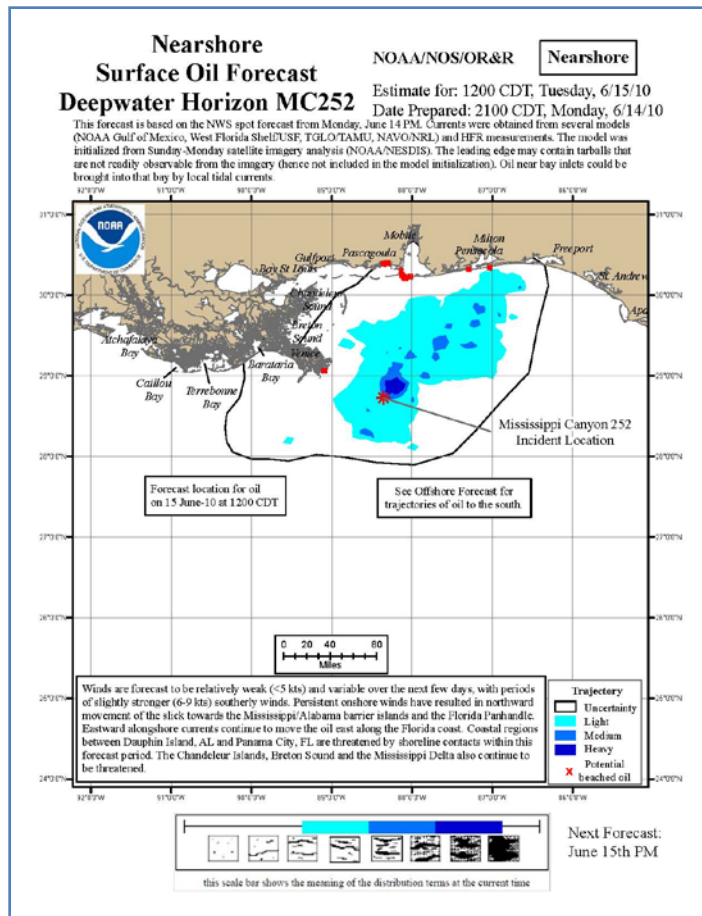 Nearshore
Surface Oil Forecast
Deepwater Horizon MC252
NOAA/NOS/OR&R
Nearshore
Estimate for: 1200 CDT, Tuesday, 6/15/10
Date Prepared: 2100 CDT, Monday, 6/14/10
This forecast is based on the NWS spot forecast from Monday, June 14 PM. Currents were obtained from several models
(NOAA Gulf of Mexico, West Florida Shelf/USF, TGLO/TAMU, NAVO/NRL) and HFR measurements. The model was
initialized from Sunday-Monday satellite imagery analysis (NOAA/NESDIS). The leading edge may contain tarballs that
are not readily observable from the imagery (hence not included in the model initialization). Oil near bay inlets could be
brought into that bay by local tidal currents.
NOAA
Mobile
Milton
Pensacola
Freeport
Pascagoula
Gulfport
Bay St Louis
St. Andrew
Chandeleur
Sound
Breton
Sound
Venice
Atchafalaya
Bay
Barataria
Bay
Caillou
Bay
Terrebonne
Bay
Mississippi Canyon 252
Incident Location
Forecast location for oil
on 15 June-10 at 1200 CDT
See Offshore Forecast for
trajectories of oil to the south.
0 20 40 80
Miles
Winds are forecast to be relatively weak (<5 kts) and variable over the next few days, with periods
of slightly stronger (6-9 kts) southerly winds. Persistent onshore winds have resulted in northward
movement of the slick towards the Mississippi/Alabama barrier islands and the Florida Panhandle.
Eastward alongshore currents continue to move the oil east along the Florida coast. Coastal regions
between Dauphin Island, AL and Panama City, FL are threatened by shoreline contacts within this
forecast period. The Chandeleur Islands, Breton Sound and the Mississippi Delta also continue to
be threatened.
Trajectory
Uncertainty
Light
Medium
Heavy
Potential
beached oil
Next Forecast:
June 15th PM
this scale bar shows the meaning of the distribution terms at the current time